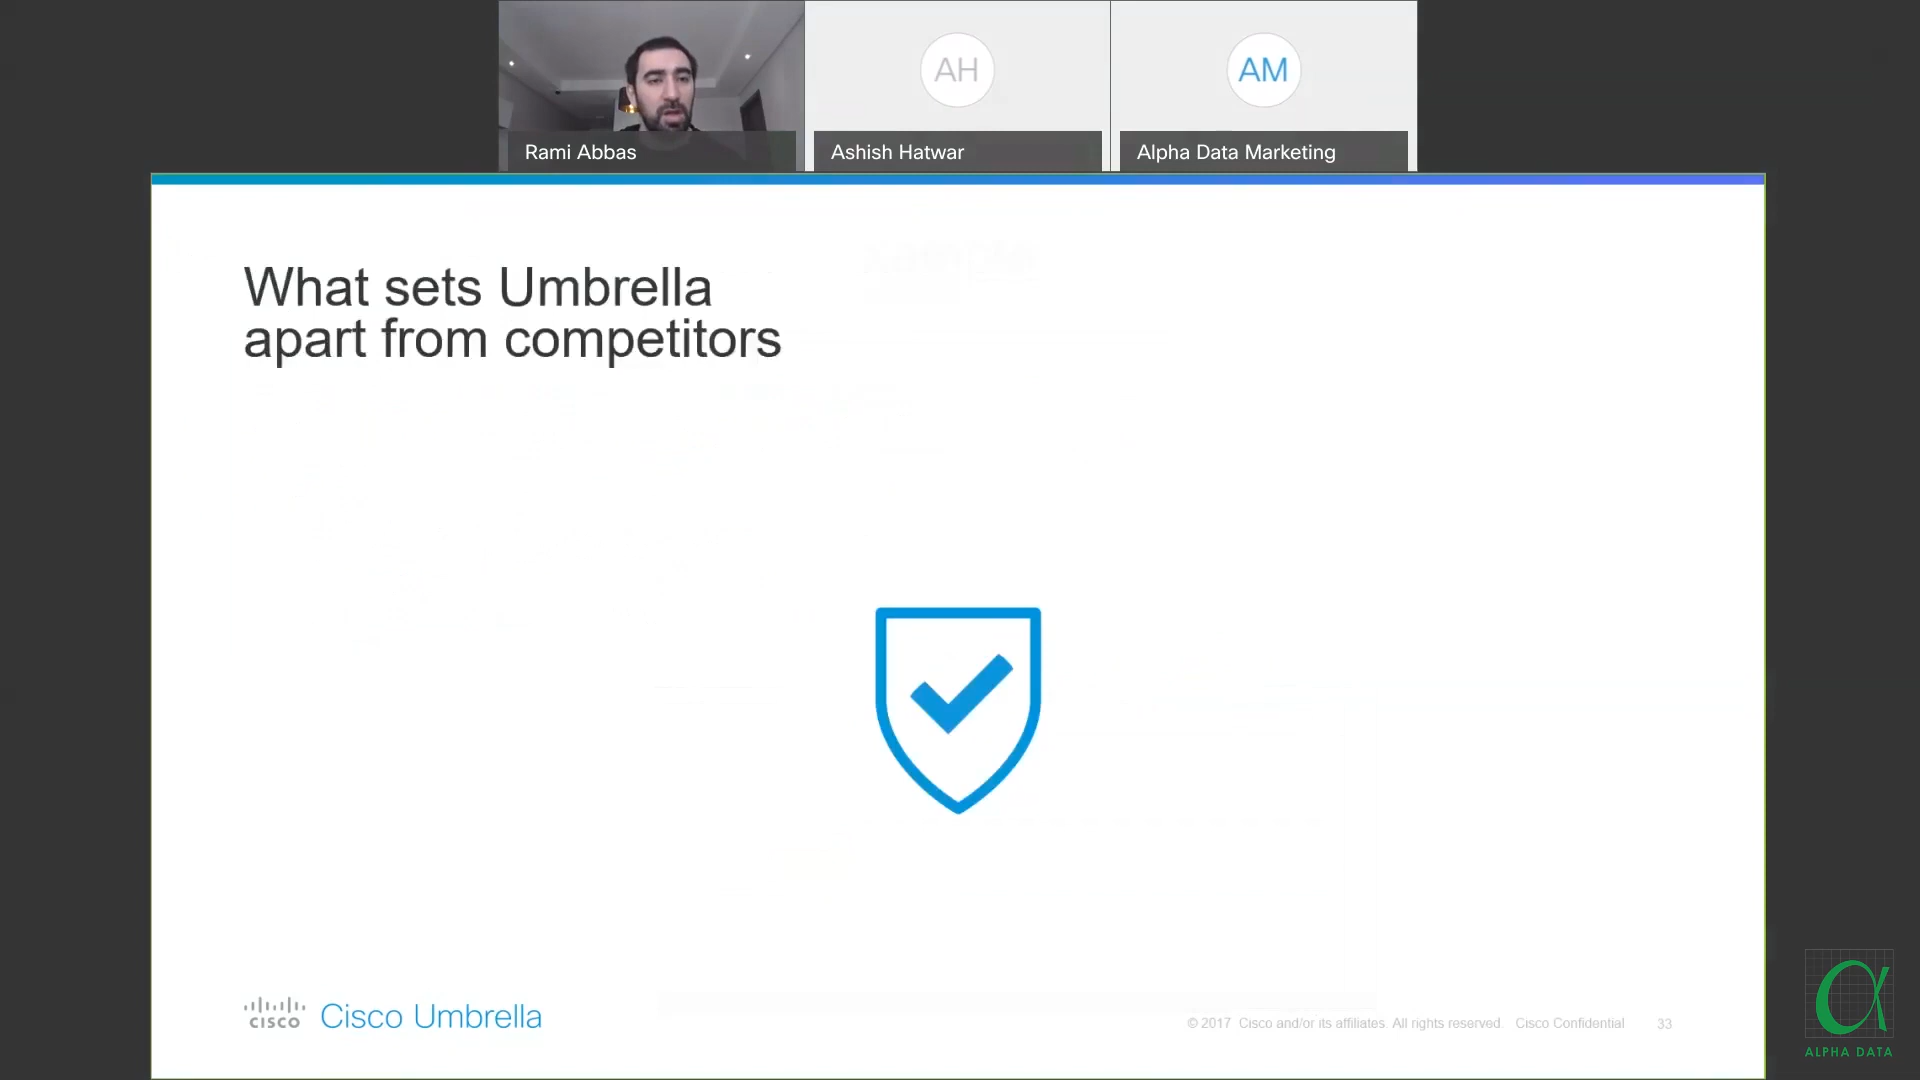 Rami Abbas
AH
Ashish Hatwar
AM
Alpha Data Marketing
What sets Umbrella
apart from competitors
CISCO
Cisco Umbrella
© 2017 Cisco and/or its affiliates. All rights reserved. Cisco Confidential 33
ALPHA DATA